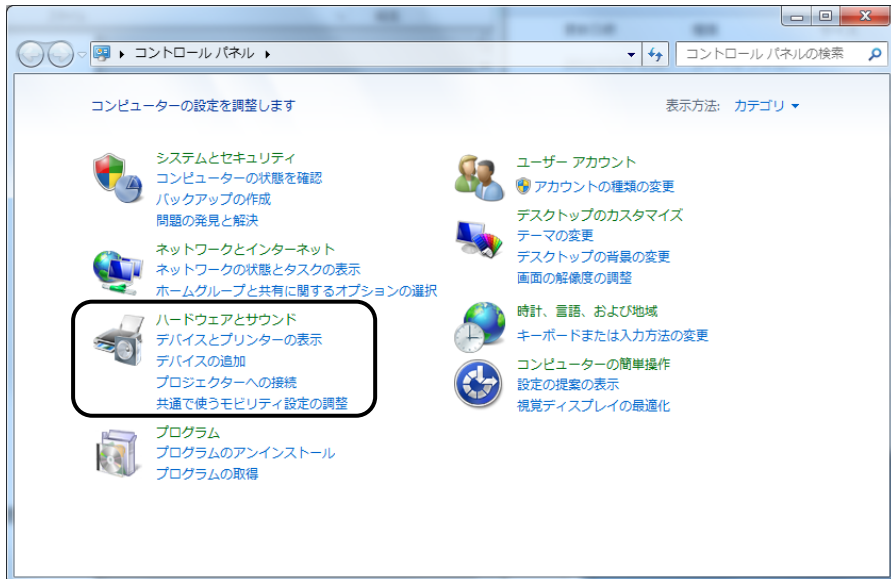 コントロール パネル
コントロール パネルの検索
コンピューターの設定を調整します
表示方法: カテゴリ
システムとセキュリティ
コンピューターの状態を確認
バックアップの作成
問題の発見と解決
ネットワークとインターネット
ネットワークの状態とタスクの表示
ホームグループと共有に関するオプションの選択
ハードウェアとサウンド
デバイスとプリンターの表示
デバイスの追加
プロジェクターへの接続
共通で使うモビリティ設定の調整
プログラム
プログラムのアンインストール
プログラムの取得
ユーザー アカウント
アカウントの種類の変更
デスクトップのカスタマイズ
テーマの変更
デスクトップの背景の変更
画面の解像度の調整
時計、言語、および地域
キーボードまたは入力方法の変更
コンピューターの簡単操作
設定の提案の表示
視覚ディスプレイの最適化